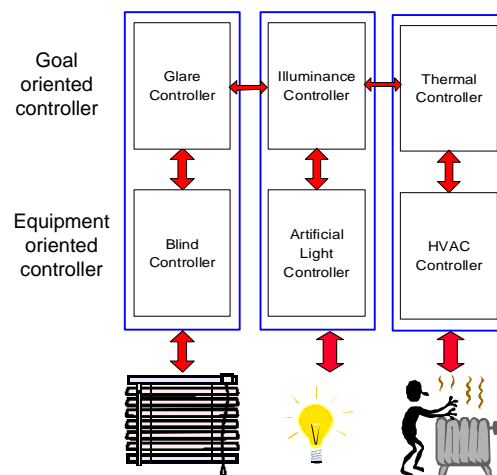 Goal
oriented
controller
Glare
Controller
Illuminance
Controller
Thermal
Controller
Equipment
oriented
controller
Blind
Controller
Artificial
Light
Controller
HVAC
Controller